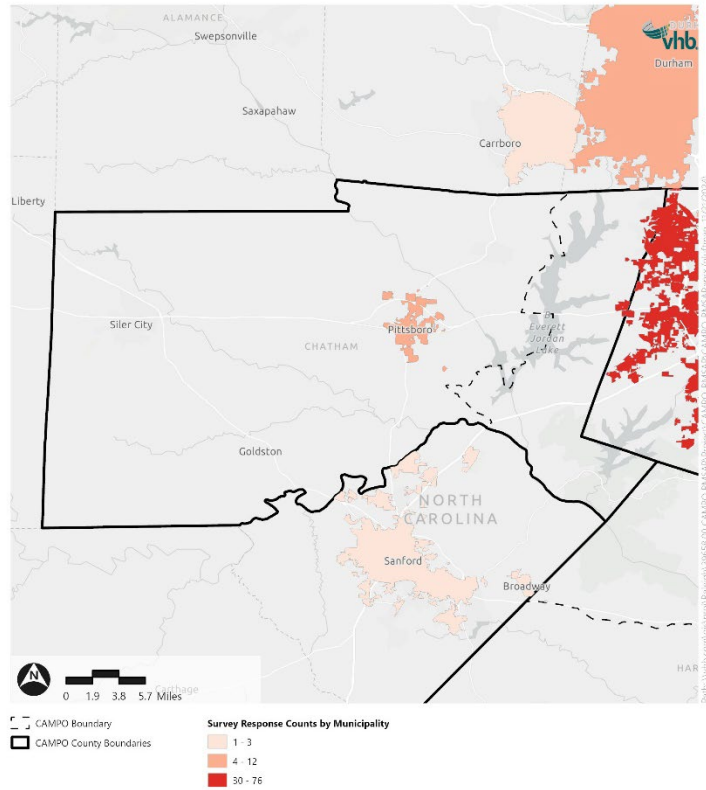 ALAMANCE
Swepsonville
vhb.
Durham
Saxapahaw
Carrboro
Liberty
Siler City
Pittsboro
CHATHAM
B
Everett
Jordan
Lake
Goldston
NORTH
CAROLINA
Sanford
Broadway
HAR
Carthage
N
0 1.9 3.8 5.7 Miles
CAMPO Boundary
CAMPO County Boundaries
Survey Response Counts by Municipality
1 - 3
4 - 12
30 - 76